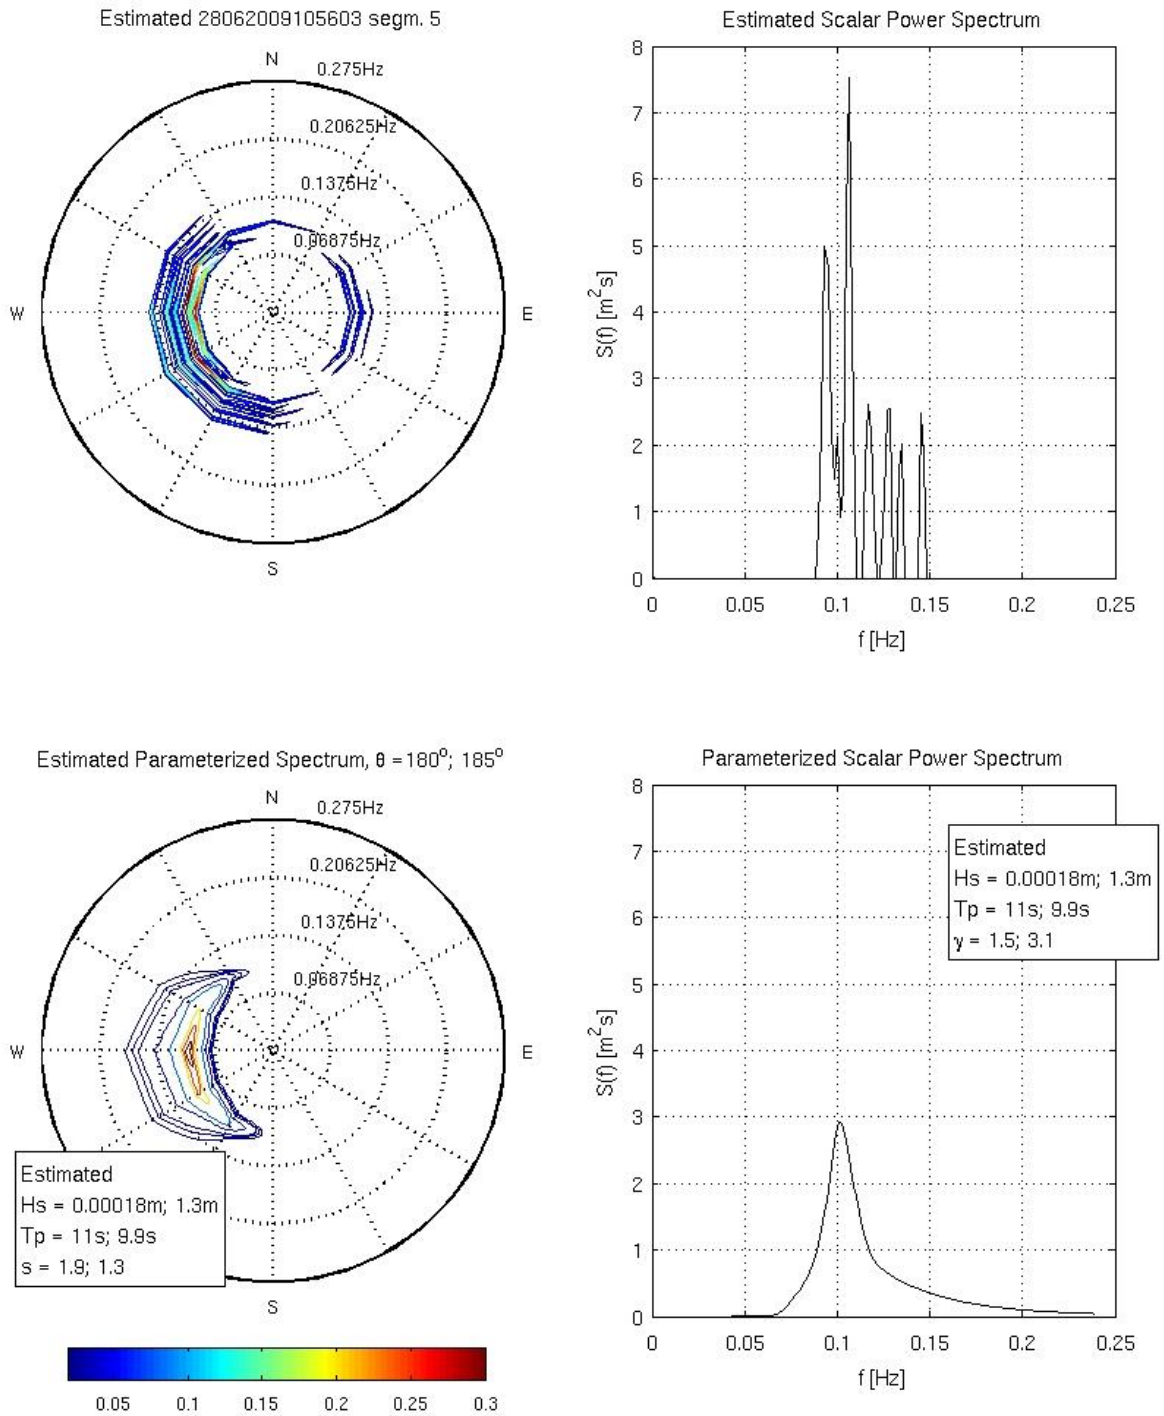 Estimated 28062009105603 segm. 5
N
0.275Hz
0.20625Hz
0.1375Hz
0.06875Hz
W
E
S
Estimated Scalar Power Spectrum
8
7
6
5
4
3
2
1
0
S(f) [m²s]
0 0.05 0.1 0.15 0.2 0.25
f [Hz]
Estimated Parameterized Spectrum, θ =180°; 185°
N
0.275Hz
0.20625Hz
0.1375Hz
0.06875Hz
W
E
S
Estimated
Hs = 0.00018m; 1.3m
Tp = 11s; 9.9s
s = 1.9; 1.3
0.05 0.1 0.15 0.2 0.25 0.3
Parameterized Scalar Power Spectrum
8
7
6
5
4
3
2
1
0
S(f) [m²s]
Estimated
Hs = 0.00018m; 1.3m
Tp = 11s; 9.9s
γ = 1.5; 3.1
0 0.05 0.1 0.15 0.2 0.25
f [Hz]